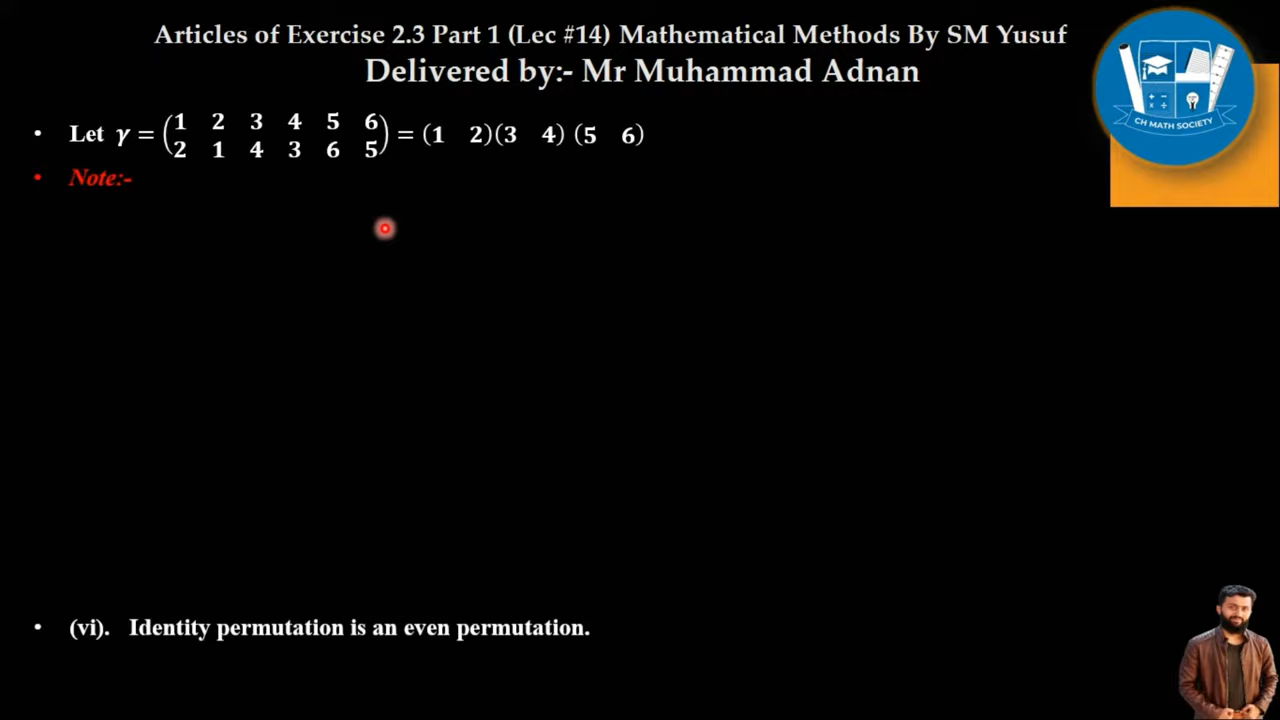 Articles of Exercise 2.3 Part 1 (Lec #14) Mathematical Methods By SM Yusuf
Delivered by:- Mr Muhammad Adnan
CH MATH SOCIETY
• Let γ = (1 2 3 4 5 6
2 1 4 3 6 5) = (1 2)(3 4) (5 6)
• Note:-
• (vi). Identity permutation is an even permutation.